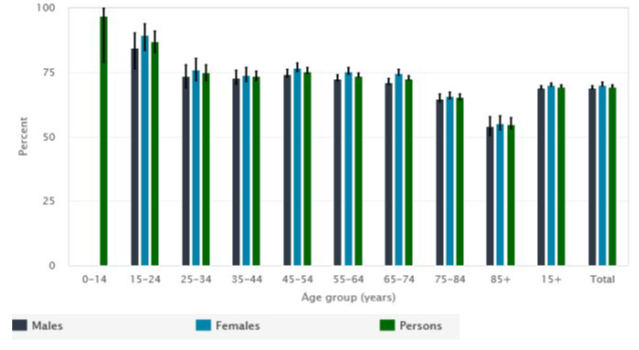 100
75
50
25
0
Percent
0-14 15-24 25-34 35-44 45-54 55-64 65-74 75-84 85+ 15+ Total
Age group (years)
Males Females Persons